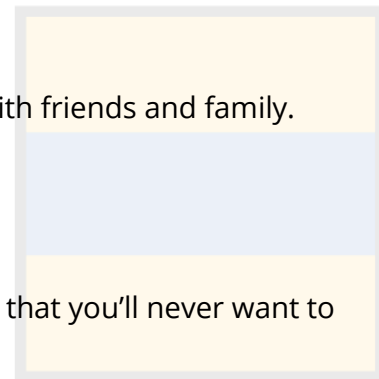 ith friends and family.
that you’ll never want to